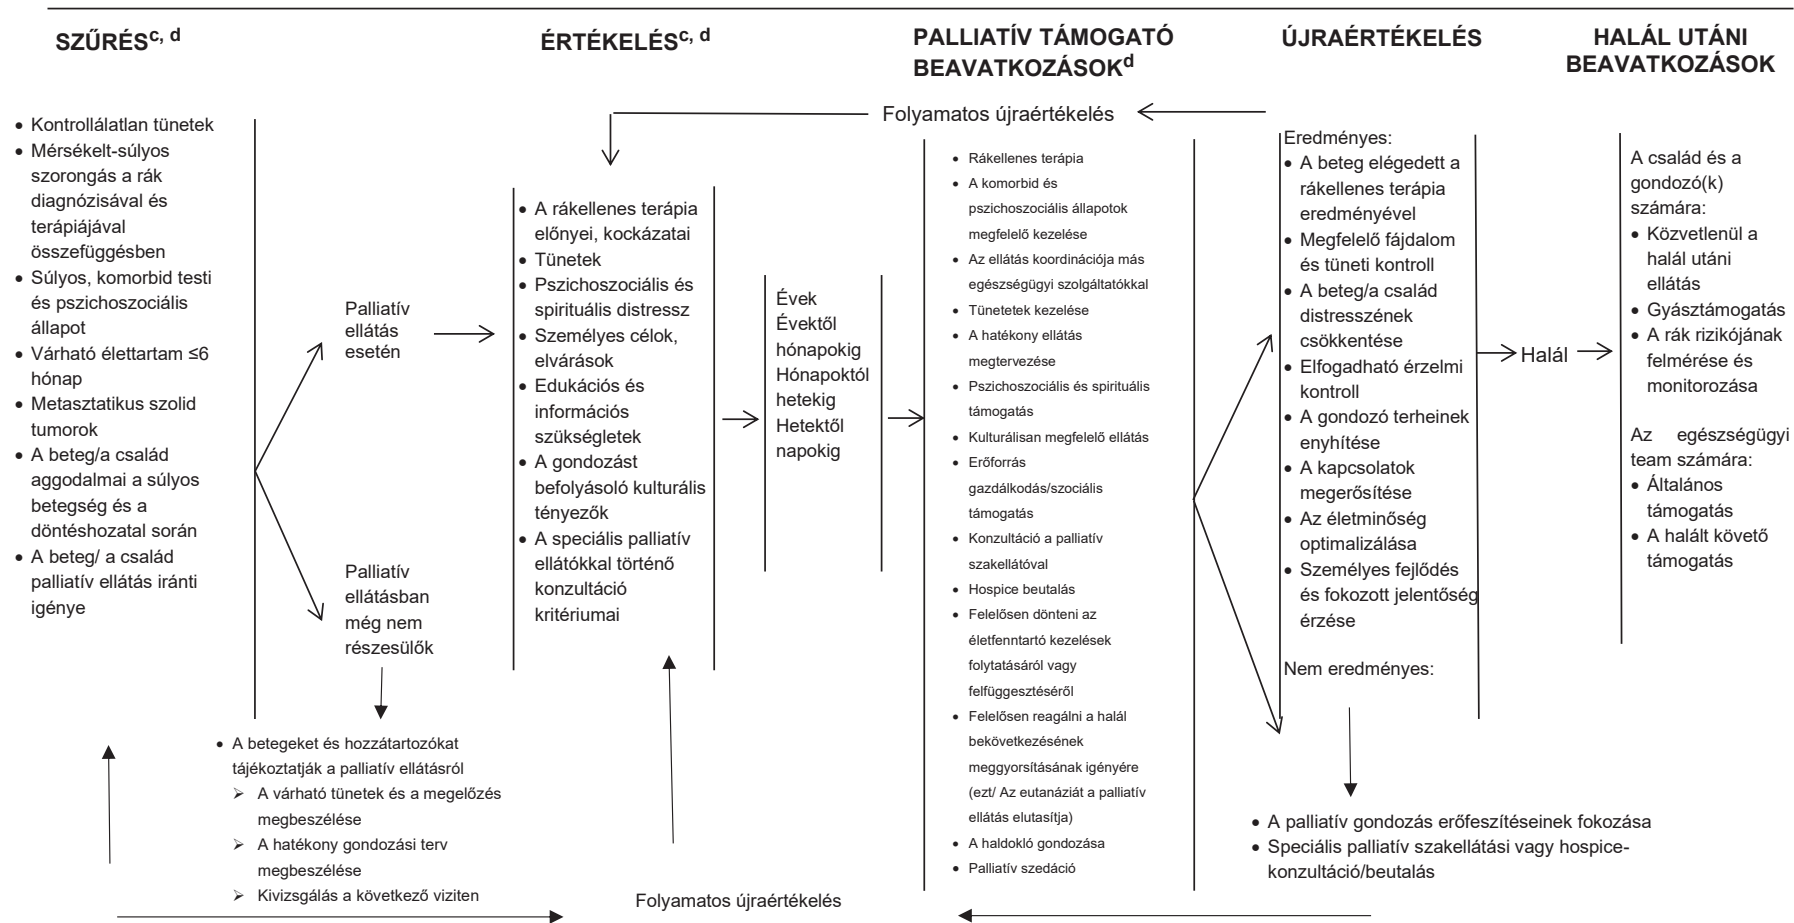 SZŰRÉSc, d
• Kontrollálatlan tünetek
• Mérsékelt-súlyos
szorongás a rák
diagnózisával és
terápiájával
összefüggésben
• Súlyos, komorbid testi
és pszichoszociális
állapot
• Várható élettartam ≤6
hónap
• Metasztatikus szolid
tumorok
• A beteg/a család
aggodalmai a súlyos
betegség és a
döntéshozatal során
• A beteg/ a család
palliatív ellátás iránti
igénye
Palliatív
ellátás
esetén
Palliatív
ellátásban
még nem
részesülők
• A betegeket és hozzátartozókat
tájékoztatják a palliatív ellátásról
➢ A várható tünetek és a megelőzés
megbeszélése
➢ A hatékony gondozási terv
megbeszélése
➢ Kivizsgálás a következő viziten
ÉRTÉKELÉSc, d
• A rákellenes terápia
előnyei, kockázatai
• Tünetek
• Pszichoszociális és
spirituális distressz
• Személyes célok,
elvárások
• Edukációs és
információs
szükségletek
• A gondozást
befolyásoló kulturális
tényezők
• A speciális palliatív
ellátókkal történő
konzultáció
kritériumai
Évek
Évektől
hónapokig
Hónapoktól
hetekig
Hetektől
napokig
PALLIATÍV TÁMOGATÓ
BEAVATKOZÁSOKd
Folyamatos újraértékelés
• Rákellenes terápia
• A komorbid és
pszichoszociális állapotok
megfelelő kezelése
• Az ellátás koordinációja más
egészségügyi szolgáltatókkal
• Tünetetek kezelése
• A hatékony ellátás
megtervezése
• Pszichoszociális és spirituális
támogatás
• Kulturálisan megfelelő ellátás
• Erőforrás
gazdálkodás/szociális
támogatás
• Konzultáció a palliatív
szakellátóval
• Hospice beutalás
• Felelősen dönteni az
életfenntartó kezelések
folytatásáról vagy
felfüggesztéséről
• Felelősen reagálni a halál
bekövetkezésének
meggyorsításának igényére
(ezt/ Az eutanáziát a palliatív
ellátás elutasítja)
• A haldokló gondozása
• Palliatív szedáció
ÚJRAÉRTÉKELÉS
Eredményes:
• A beteg elégedett a
rákellenes terápia
eredményével
• Megfelelő fájdalom
és tüneti kontroll
• A beteg/a család
distresszének
csökkentése
• Elfogadható érzelmi
kontroll
• A gondozó terheinek
enyhítése
• A kapcsolatok
megerősítése
• Az életminőség
optimalizálása
• Személyes fejlődés
és fokozott jelentőség
érzése
Nem eredményes:
• A palliatív gondozás erőfeszítéseinek fokozása
• Speciális palliatív szakellátási vagy hospice-
konzultáció/beutalás
Halál
HALÁL UTÁNI
BEAVATKOZÁSOK
A család és a
gondozó(k)
számára:
• Közvetlenül a
halál utáni
ellátás
• Gyásztámogatás
• A rák rizikójának
felmérése és
monitorozása
Az egészségügyi
team számára:
• Általános
támogatás
• A halált követő
támogatás
Folyamatos újraértékelés